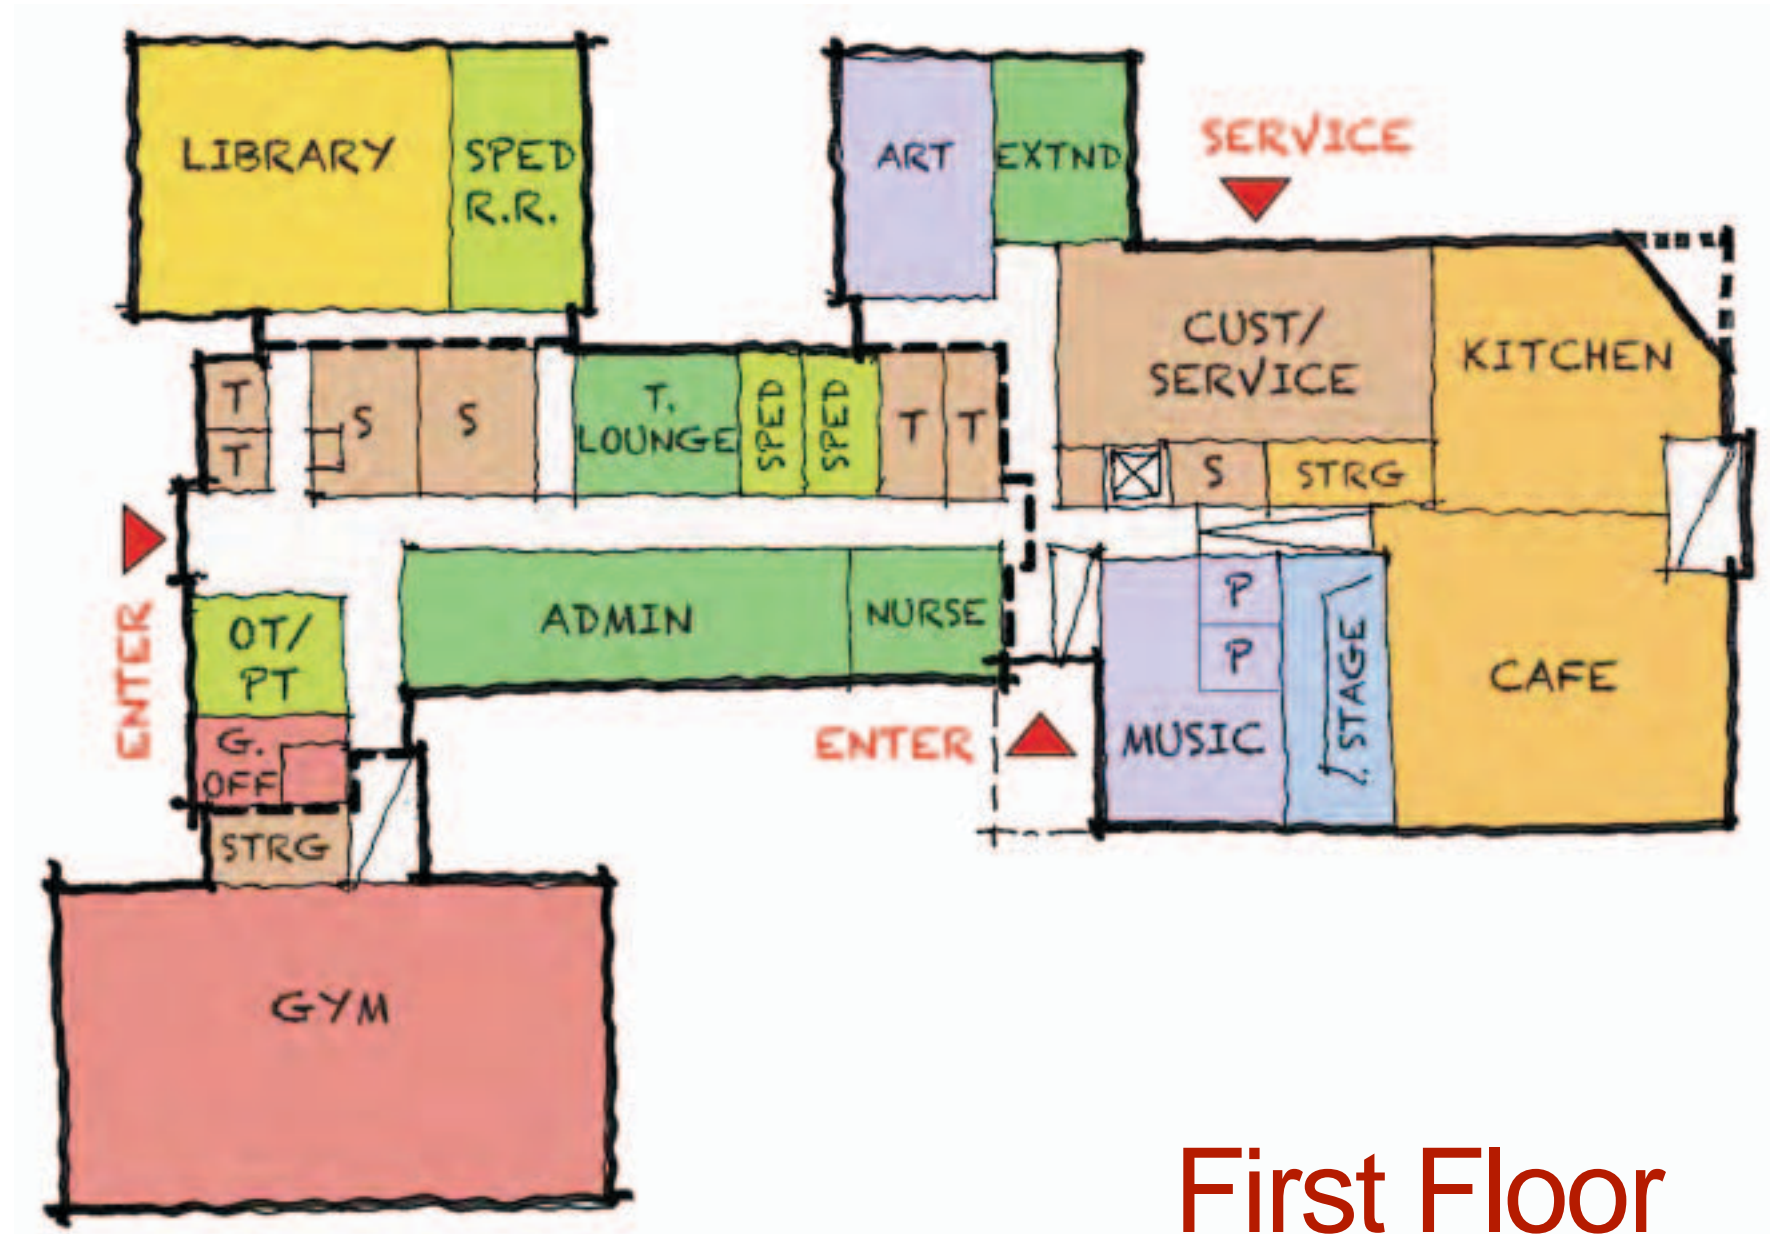 LIBRARY
SPED
R.R.
ART
EXTND
SERVICE
CUST/
SERVICE
KITCHEN
T
T
S
S
T.
LOUNGE
SPED
SPED
T
T
S
STRG
ENTER
OT/
PT
ADMIN
NURSE
P
P
STAGE
CAFE
G.
OFF
ENTER
MUSIC
STRG
GYM
First Floor